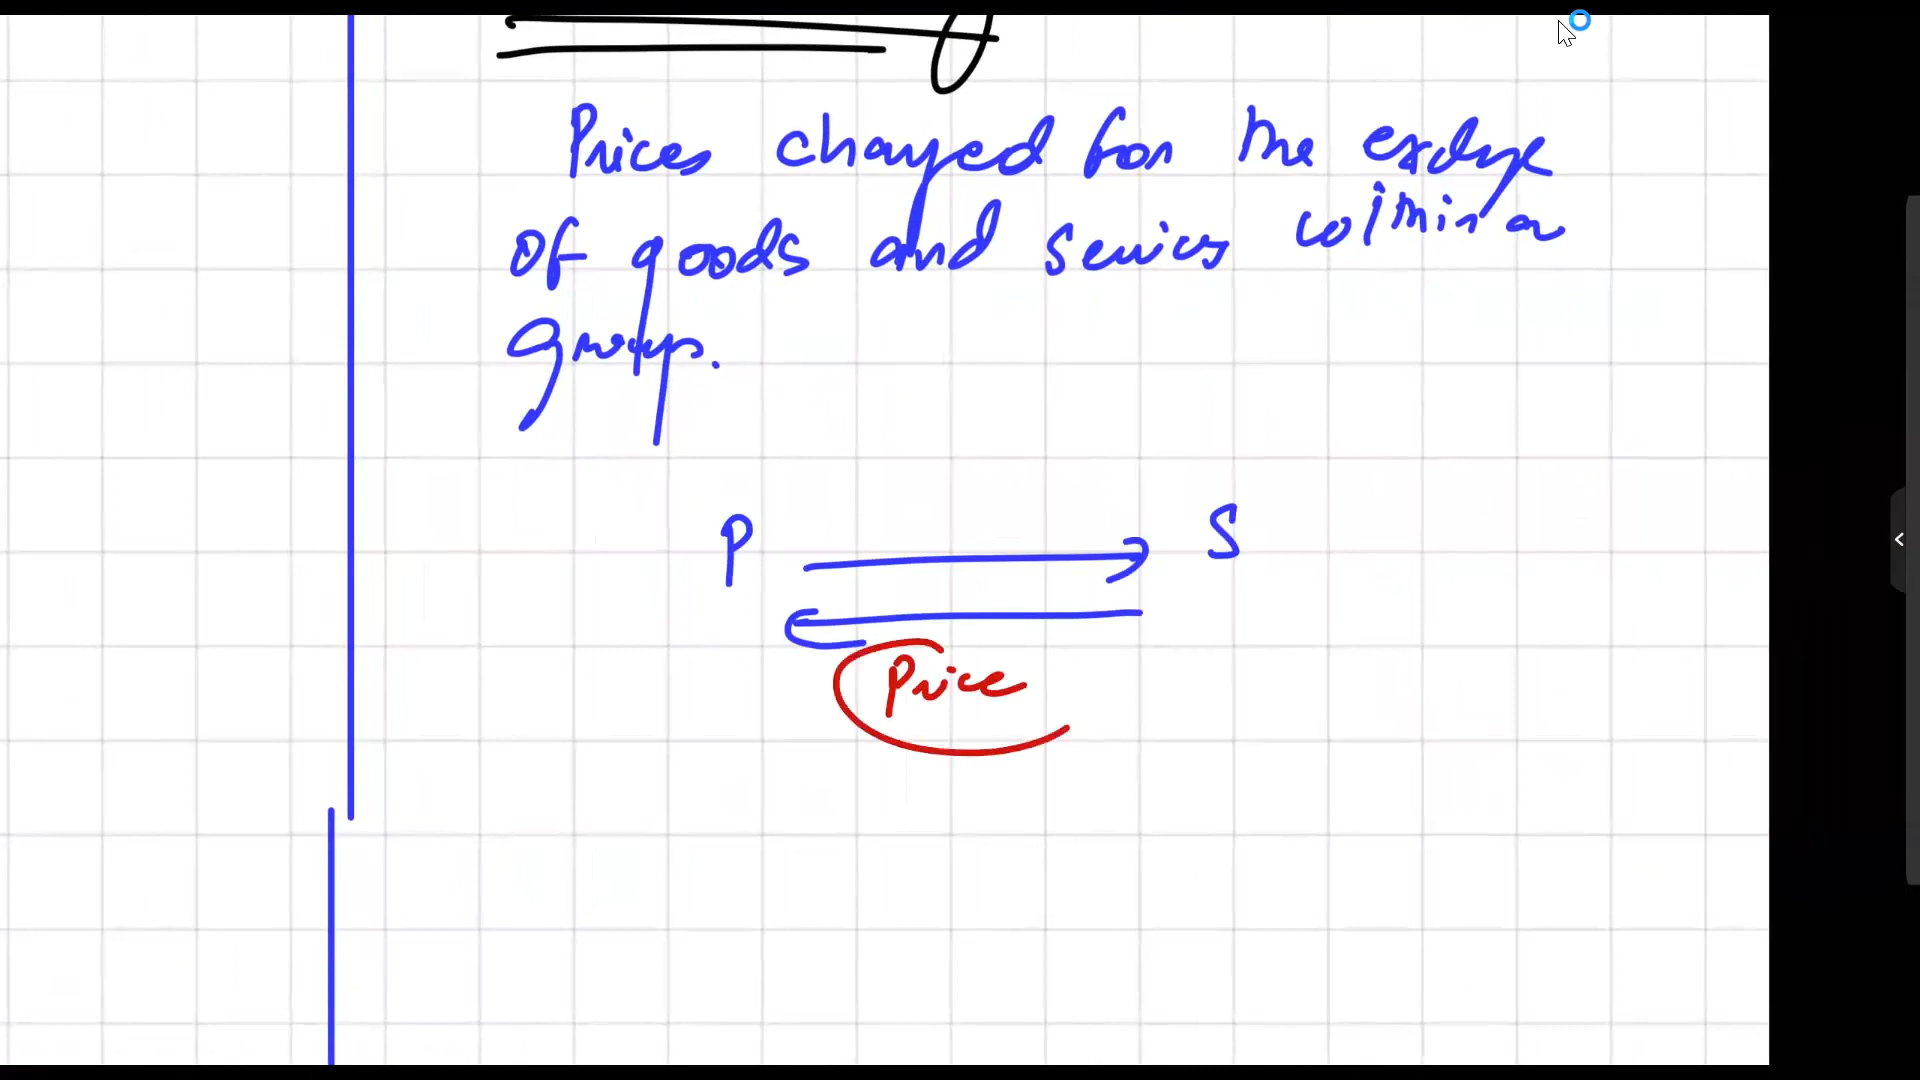 Prices charged for the exchange
of goods and services within a
group.
P S
Price